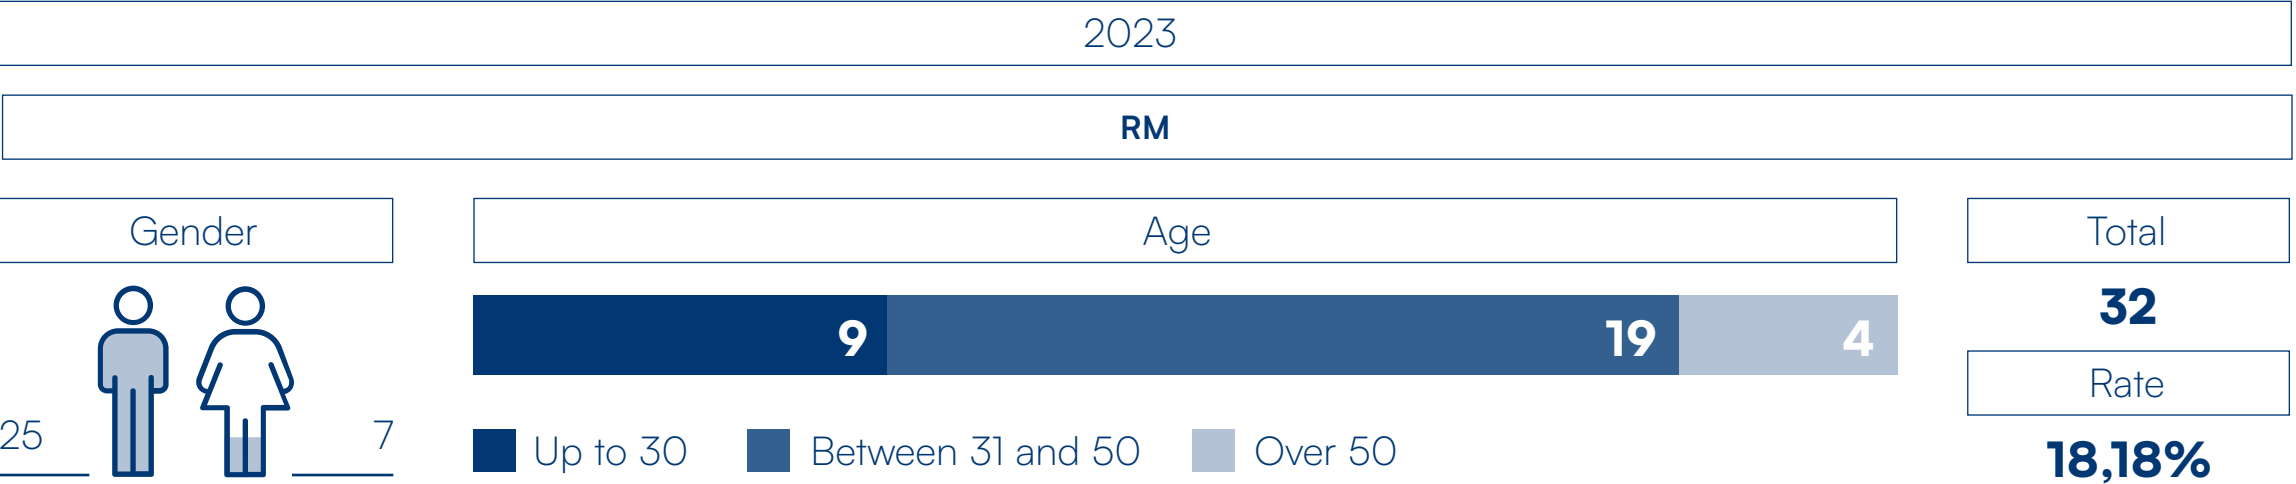 2023
RM
Gender
Age
Total
9
19
4
32
Rate
25
7
Up to 30
Between 31 and 50
Over 50
18,18%